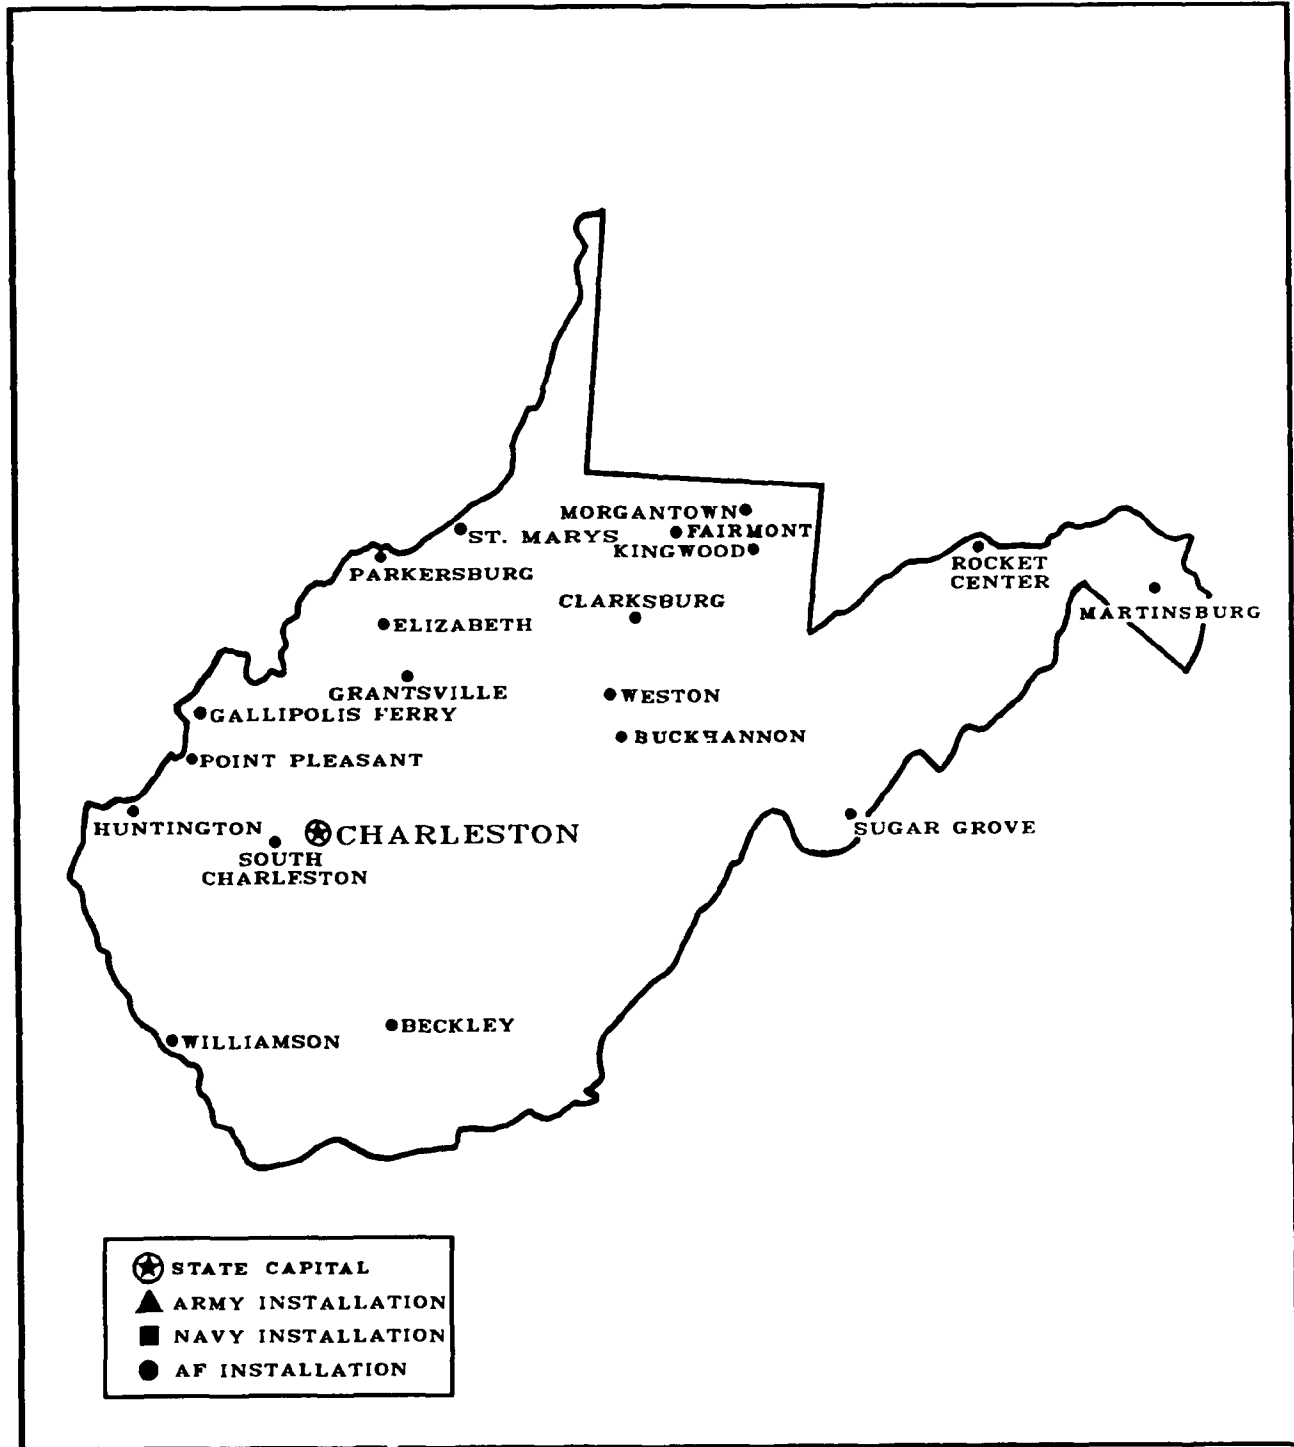 MORGANTOWN
FAIRMONT
ST. MARYS
KINGWOOD
ROCKET
CENTER
PARKERSBURG
CLARKSBURG
MARTINSBURG
ELIZABETH
GRANTSVILLE
WESTON
GALLIPOLIS FERRY
BUCKHANNON
POINT PLEASANT
HUNTINGTON
CHARLESTON
SUGAR GROVE
SOUTH
CHARLESTON
BECKLEY
WILLIAMSON
STATE CAPITAL
ARMY INSTALLATION
NAVY INSTALLATION
AF INSTALLATION